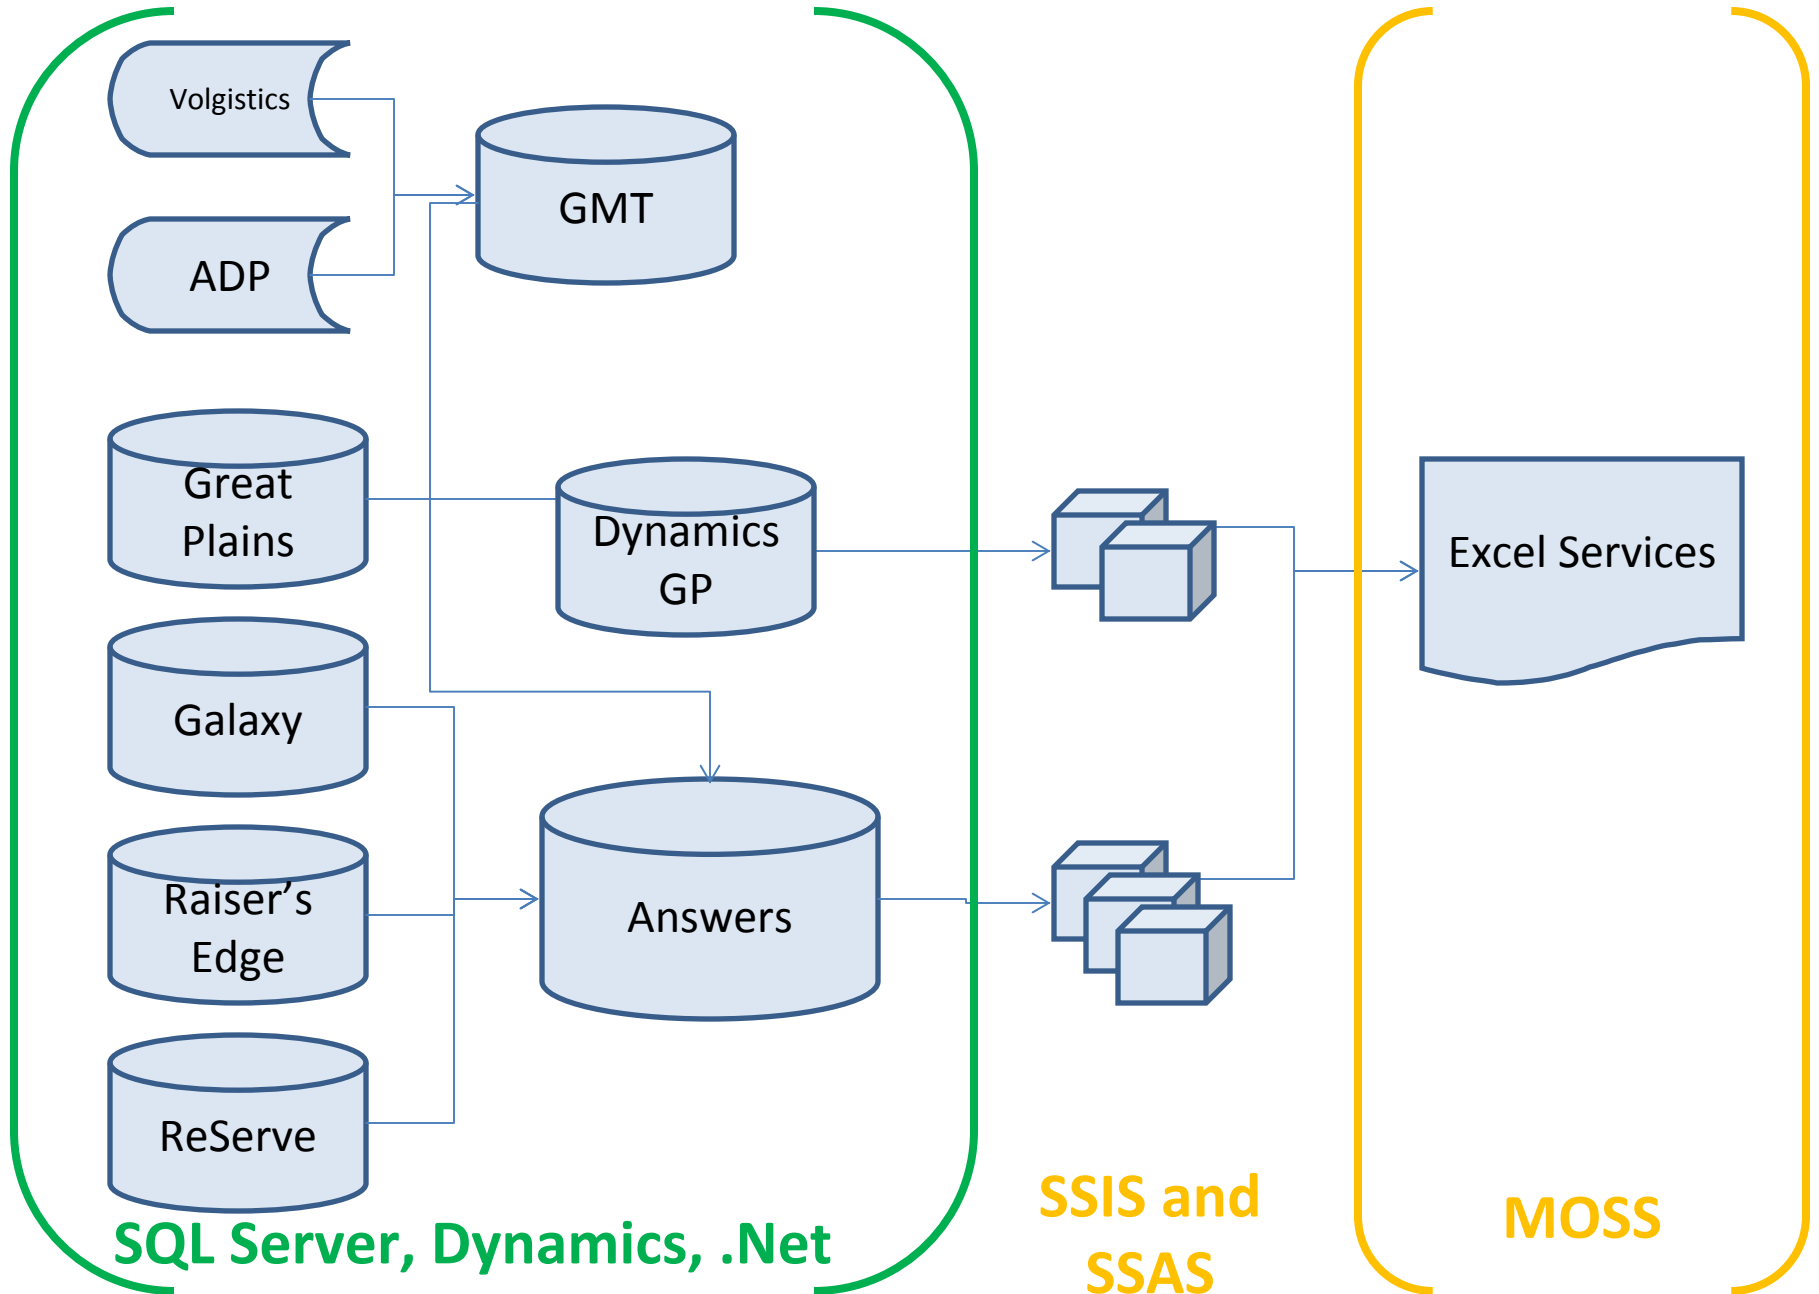 Volgistics
GMT
ADP
Great
Plains
Dynamics
GP
Excel Services
Galaxy
Raiser’s
Edge
Answers
ReServe
SQL Server, Dynamics, .Net
SSIS and
SSAS
MOSS